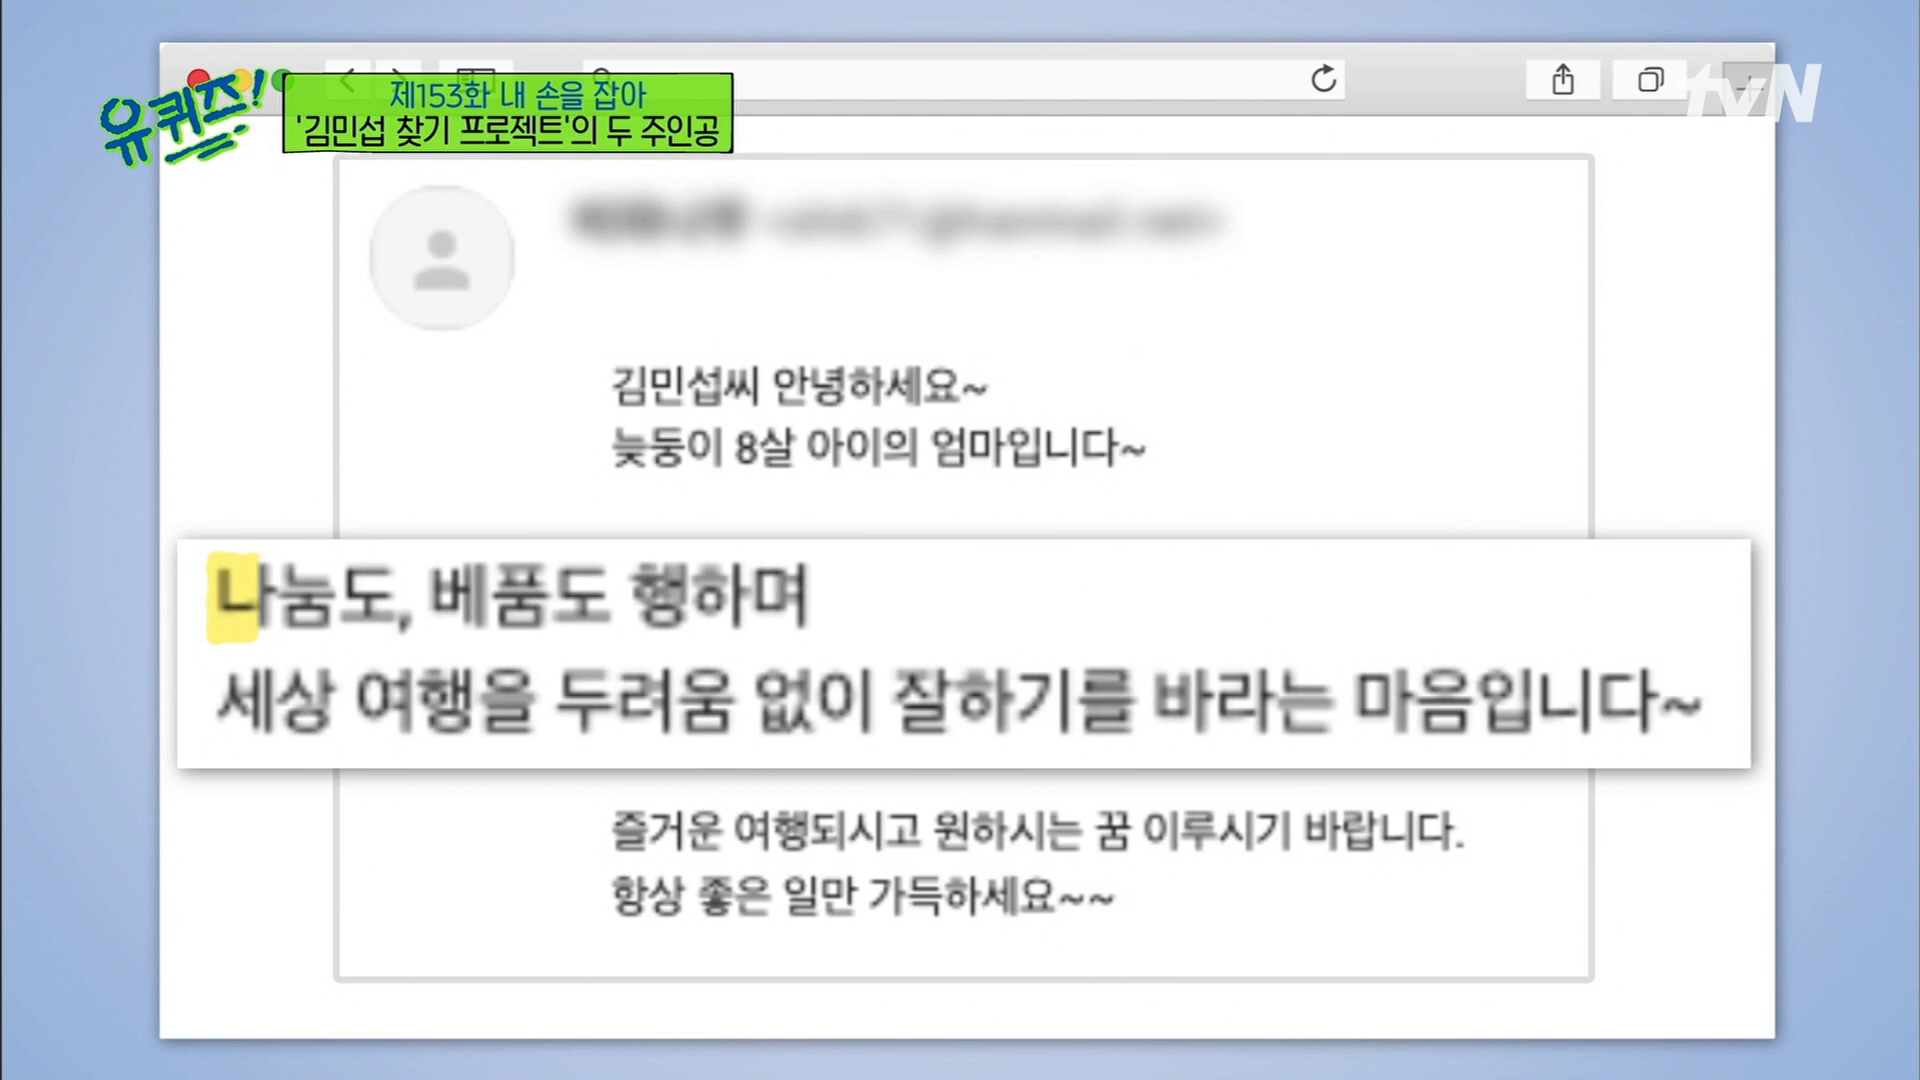 유퀴즈!
제153화 내 손을 잡아
'김민섭 찾기 프로젝트'의 두 주인공
tvN
김민섭씨 안녕하세요~
늦둥이 8살 아이의 엄마입니다~
나눔도, 베품도 행하며
세상 여행을 두려움 없이 잘하기를 바라는 마음입니다~
즐거운 여행되시고 원하시는 꿈 이루시기 바랍니다.
항상 좋은 일만 가득하세요~~